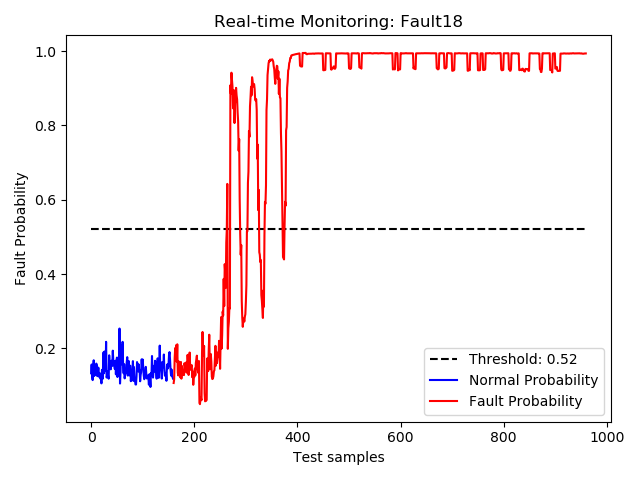 Real-time Monitoring: Fault18
Fault Probability
1.0
0.8
0.6
0.4
0.2
0
200
400
600
800
1000
Test samples
Threshold: 0.52
Normal Probability
Fault Probability